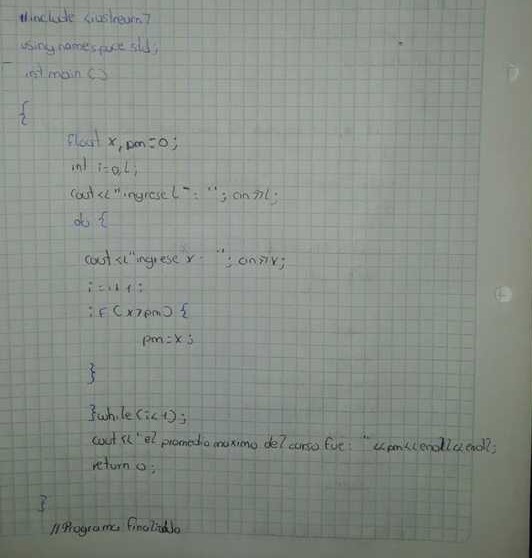 #include <iostream>
using namespace std;
int main ()
{
float x, pm=0;
int i=0, L;
cout << "ingrese L": "; cin>>L;
do {
cout << "ingrese x: "; cin>>x;
i=i+1;
if (x>pm) {
pm=x;
}
}while(i<1);
cout << "el promedio maximo del curso fue: "<<pm<<endl<<endl;
return 0;
}
//Programa finalizado